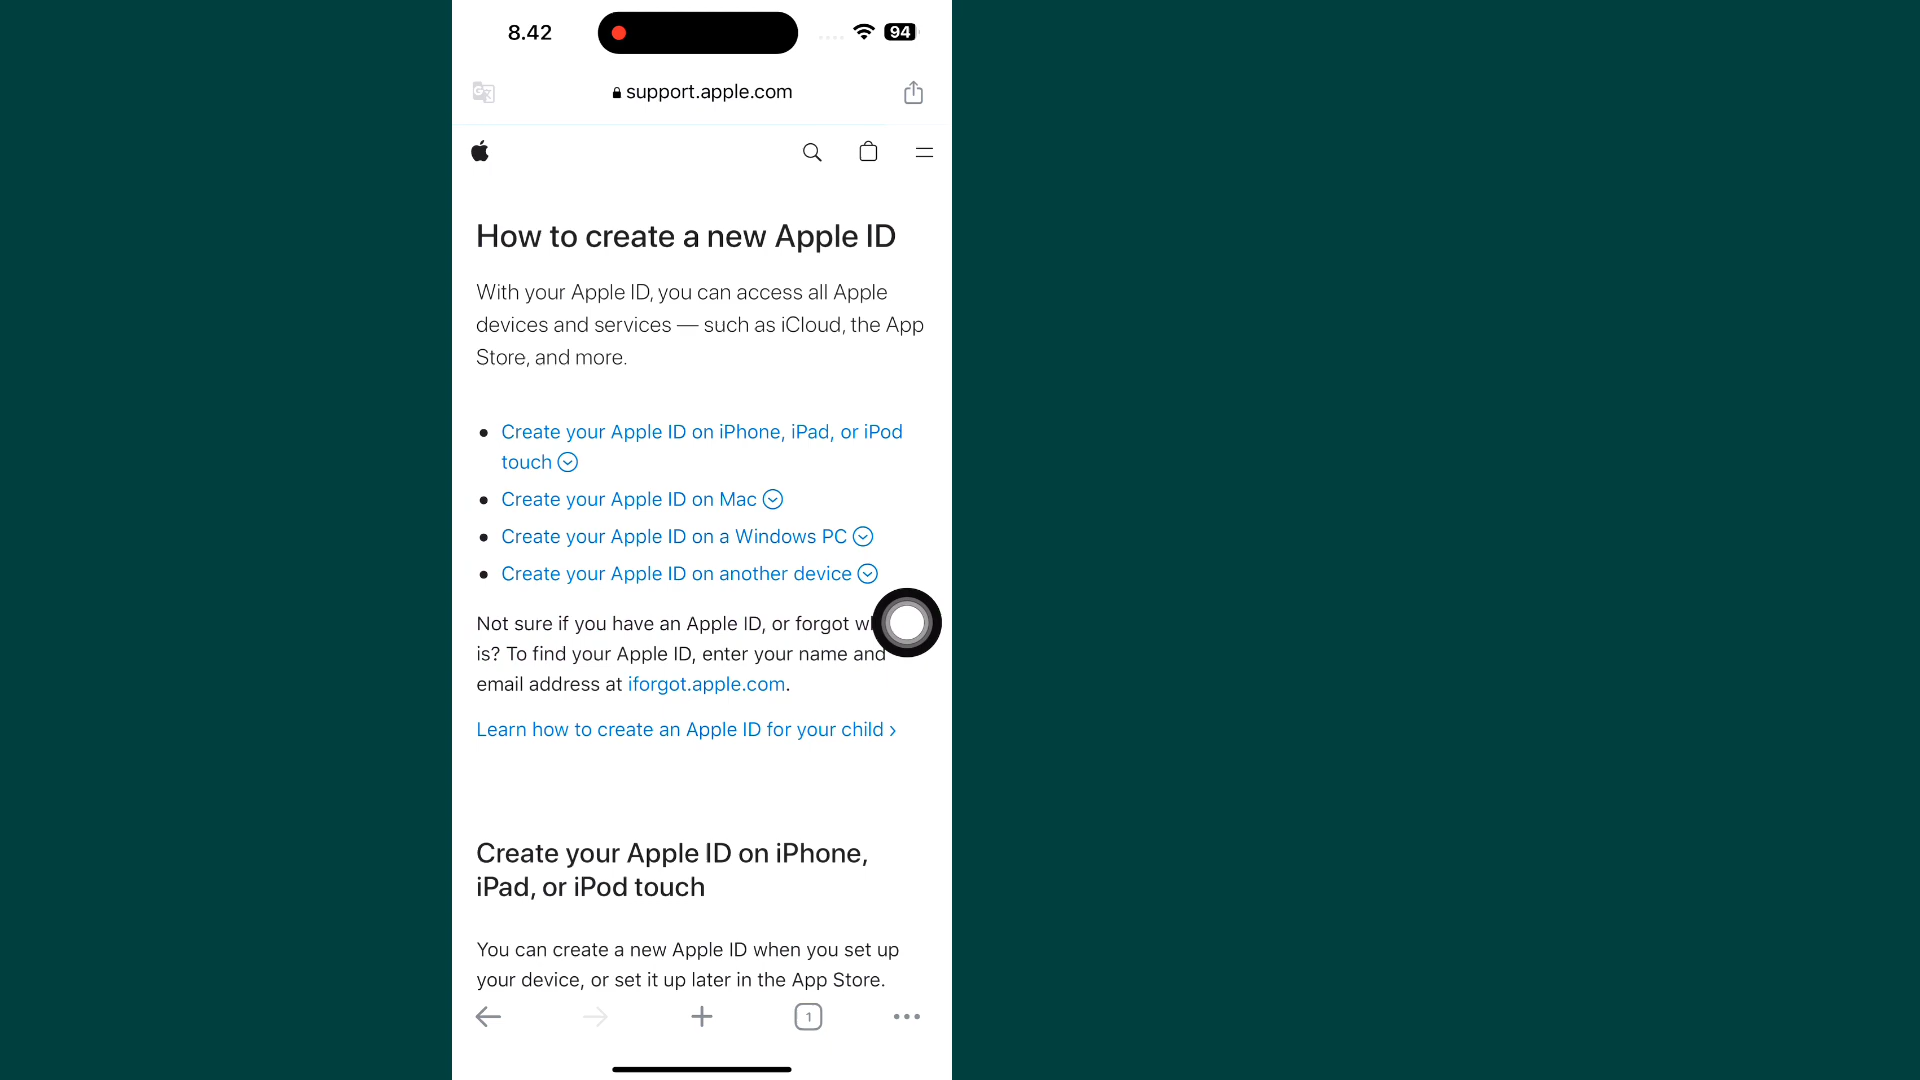 8.42
94
support.apple.com
How to create a new Apple ID
With your Apple ID, you can access all Apple
devices and services — such as iCloud, the App
Store, and more.
• Create your Apple ID on iPhone, iPad, or iPod
touch
• Create your Apple ID on Mac
• Create your Apple ID on a Windows PC
• Create your Apple ID on another device
Not sure if you have an Apple ID, or forgot
is? To find your Apple ID, enter your name and
email address at iforgot.apple.com.
Learn how to create an Apple ID for your child ›
Create your Apple ID on iPhone,
iPad, or iPod touch
You can create a new Apple ID when you set up
your device, or set it up later in the App Store.
1